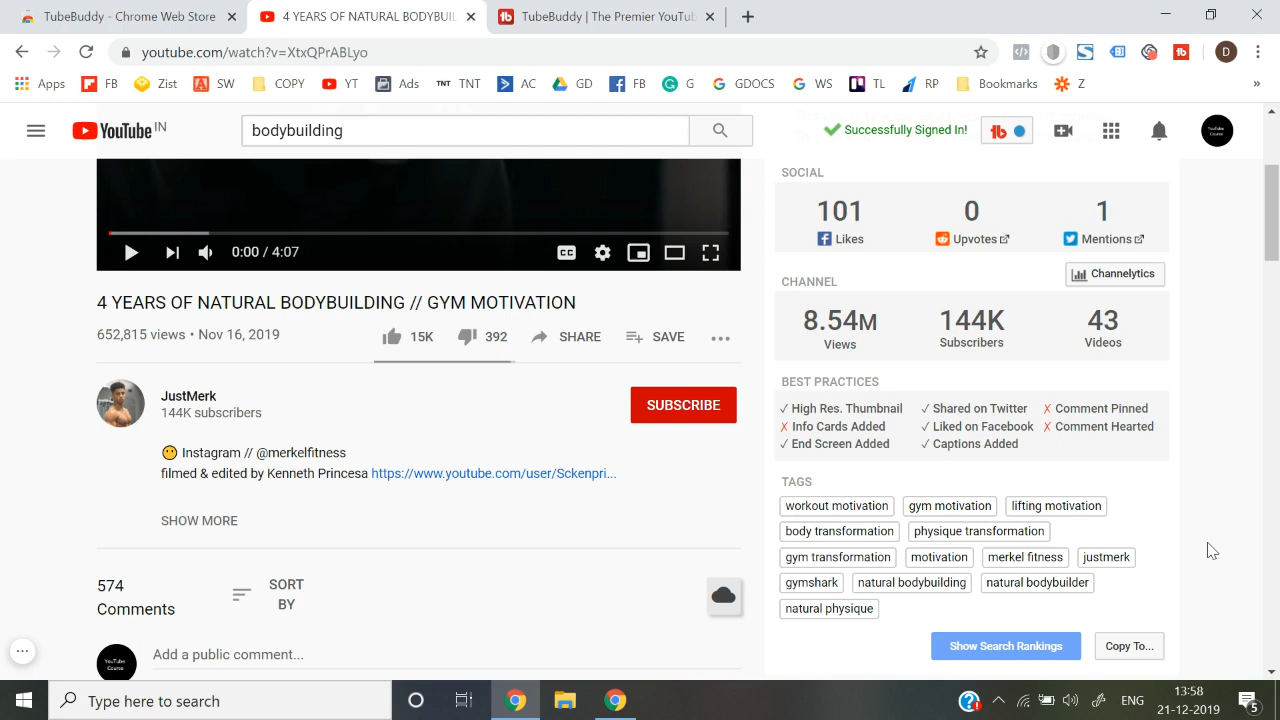 TubeBuddy - Chrome Web Store
4 YEARS OF NATURAL BODYBUIL
TubeBuddy | The Premier YouTub
youtube.com/watch?v=XtxQPrABLyo
D
Apps FB Zist SW COPY YT Ads TNT TNT AC GD FB G GDOCS WS TL RP Bookmarks Z »
YouTube IN
bodybuilding
Successfully Signed In!
0:00 / 4:07
CC
4 YEARS OF NATURAL BODYBUILDING // GYM MOTIVATION
652,815 views • Nov 16, 2019
15K 392 SHARE SAVE
JustMerk
144K subscribers
SUBSCRIBE
Instagram // @merkelfitness
filmed & edited by Kenneth Princesa https://www.youtube.com/user/Sckenpri...
SHOW MORE
574
Comments
SORT
BY
YouTube
Course
Add a public comment...
SOCIAL
101 0 1
Likes Upvotes Mentions
CHANNEL
Channelytics
8.54M 144K 43
Views Subscribers Videos
BEST PRACTICES
✓ High Res. Thumbnail ✓ Shared on Twitter ✗ Comment Pinned
✗ Info Cards Added ✓ Liked on Facebook ✗ Comment Hearted
✓ End Screen Added ✓ Captions Added
TAGS
workout motivation gym motivation lifting motivation
body transformation physique transformation
gym transformation motivation merkel fitness justmerk
gymshark natural bodybuilding natural bodybuilder
natural physique
Show Search Rankings Copy To...
Type here to search
ENG
13:58
21-12-2019
5